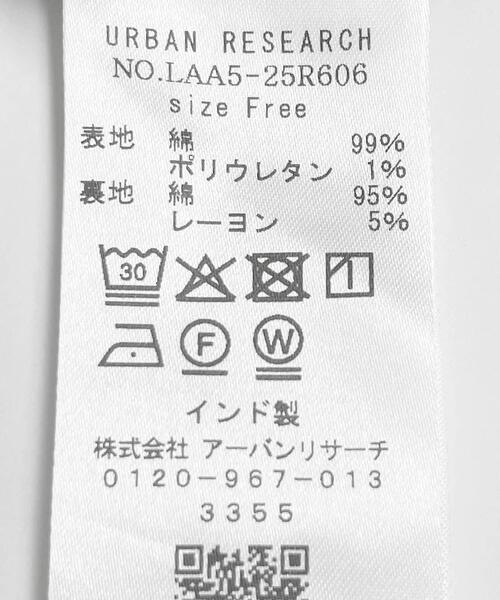 URBAN RESEARCH
NO.LAA5-25R606
size Free
表地 綿 99%
ポリウレタン 1%
裏地 綿 95%
レーヨン 5%
30
F W
インド製
株式会社 アーバンリサーチ
0120-967-013
3355